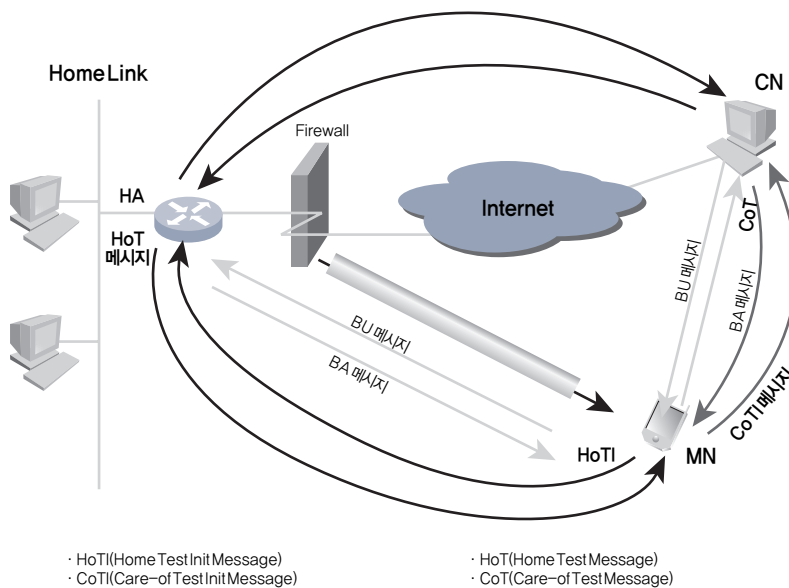 Home Link
CN
Firewall
HA
Internet
HoT
메시지
CoT
BU 메시지
BA 메시지
BU 메시지
BA 메시지
CoTI 메시지
HoTI
MN
· HoTI(Home Test Init Message)
· HoT(Home Test Message)
· CoTI(Care-of Test Init Message)
· CoT(Care-of Test Message)